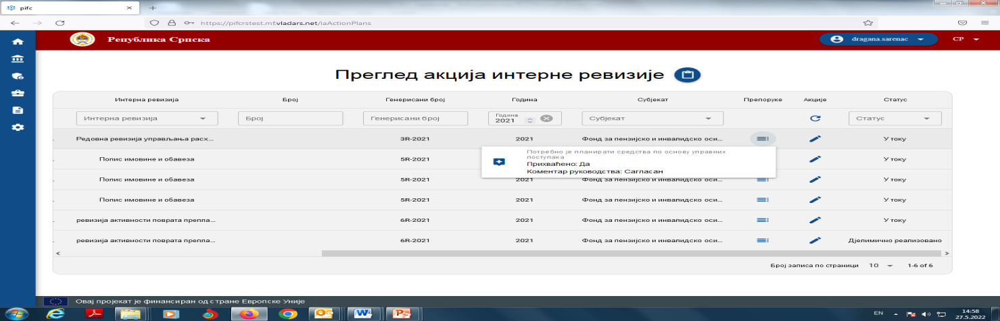 pifc
https://pifcrstest.mf.vladars.net/iaActionPlans
Република Српска
dragana.sarenac
СР
Преглед акција интерне ревизије
Интерна ревизија Број Генерисани број Година Субјекат Препоруке Акције Статус
Интерна ревизија Број Генерисани број Година 2021 Субјекат Статус
Редовна ревизија управљања расх... 3R-2021 2021 Фонд за пензијско и инвалидско оси... У току
Потребно је планирати средства по основу управних
поступака
Прихваћено: Да
Коментар руководства: Сагласан
Попис имовине и обавеза 5R-2021 У току
Попис имовине и обавеза 5R-2021 2021 Фонд за пензијско и инвалидско оси... У току
Попис имовине и обавеза 5R-2021 2021 Фонд за пензијско и инвалидско оси... У току
ревизија активности поврата препла... 6R-2021 2021 Фонд за пензијско и инвалидско оси... У току
ревизија активности поврата препла... 6R-2021 2021 Фонд за пензијско и инвалидско оси... Дјелимично реализовано
Број записа по страници 10 1-6 of 6
Овај пројекат је финансиран од стране Европске Уније
EN
14:58
27.5.2022